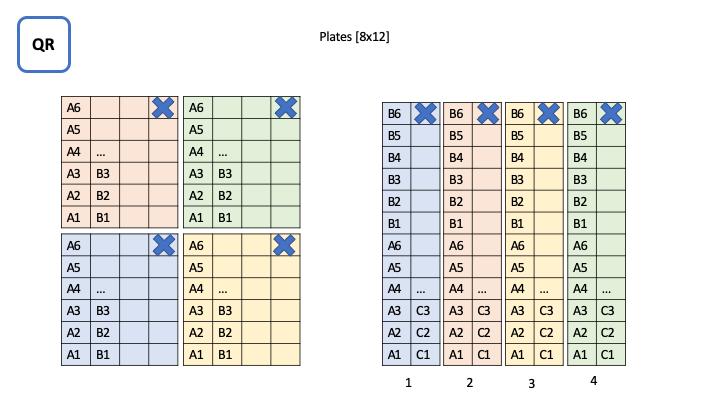 QR
Plates [8x12]
A6 A6
A5 A5
A4 ... A4 ...
A3 B3 A3 B3
A2 B2 A2 B2
A1 B1 A1 B1
A6 A6
A5 A5
A4 ... A4 ...
A3 B3 A3 B3
A2 B2 A2 B2
A1 B1 A1 B1
B6 B6 B6 B6
B5 B5 B5 B5
B4 B4 B4 B4
B3 B3 B3 B3
B2 B2 B2 B2
B1 B1 B1 B1
A6 A6 A6 A6
A5 A5 A5 A5
A4 ... A4 ... A4 ... A4 ...
A3 C3 A3 C3 A3 C3 A3 C3
A2 C2 A2 C2 A2 C2 A2 C2
A1 C1 A1 C1 A1 C1 A1 C1
1 2 3 4